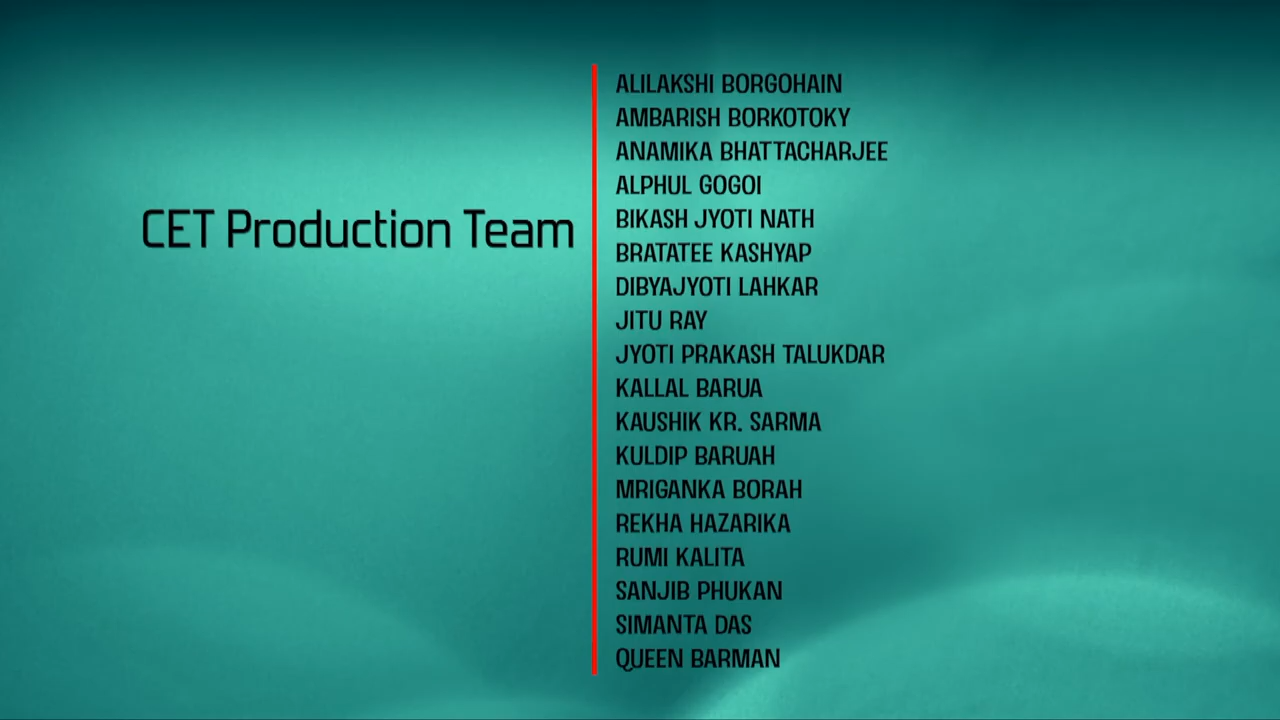 CET Production Team
ALILAKSHI BORGOHAIN
AMBARISH BORKOTOKY
ANAMIKA BHATTACHARJEE
ALPHUL GOGOI
BIKASH JYOTI NATH
BRATATEE KASHYAP
DIBYAJYOTI LAHKAR
JITU RAY
JYOTI PRAKASH TALUKDAR
KALLAL BARUA
KAUSHIK KR. SARMA
KULDIP BARUAH
MRIGANKA BORAH
REKHA HAZARIKA
RUMI KALITA
SANJIB PHUKAN
SIMANTA DAS
QUEEN BARMAN